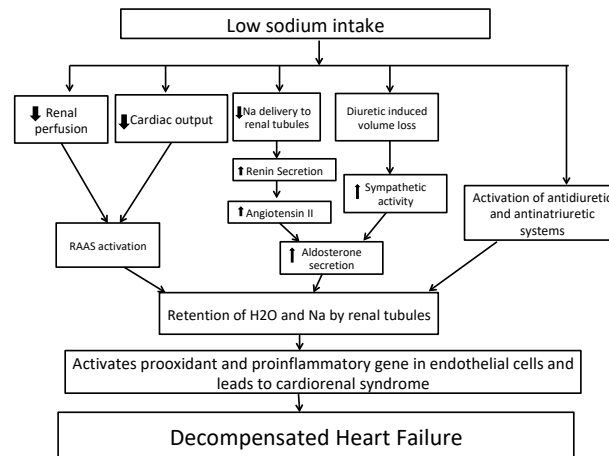 Low sodium intake
Renal
perfusion
Cardiac output
Na delivery to
renal tubules
Diuretic induced
volume loss
Renin Secretion
Angiotensin II
Sympathetic
activity
Activation of antidiuretic
and antinatriuretic
systems
RAAS activation
Aldosterone
secretion
Retention of H2O and Na by renal tubules
Activates prooxidant and proinflammatory gene in endothelial cells and
leads to cardiorenal syndrome
Decompensated Heart Failure